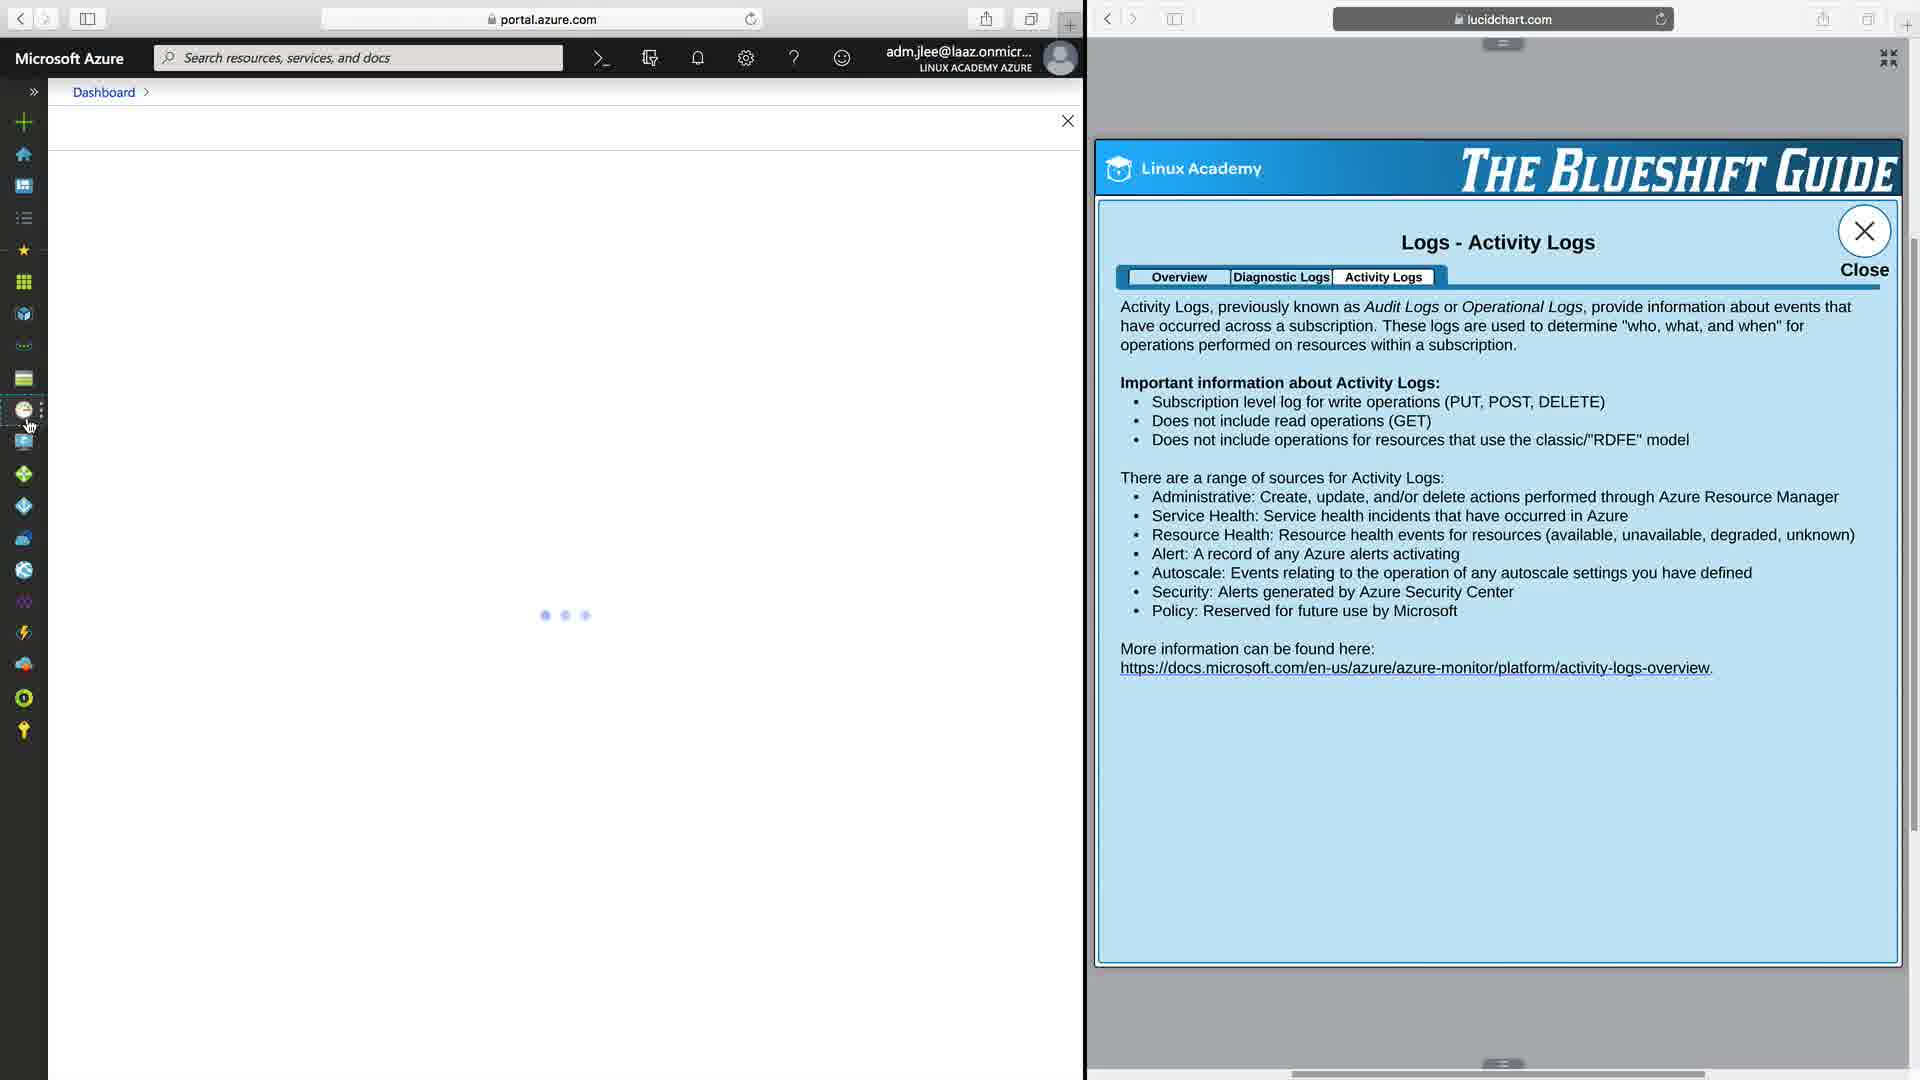 portal.azure.com
lucidchart.com
Microsoft Azure
Search resources, services, and docs
adm.jlee@laaz.onmicr...
LINUX ACADEMY AZURE
Dashboard
Linux Academy
THE BLUESHIFT GUIDE
Logs - Activity Logs
Close
Overview
Diagnostic Logs
Activity Logs
Activity Logs, previously known as Audit Logs or Operational Logs, provide information about events that
have occurred across a subscription. These logs are used to determine "who, what, and when" for
operations performed on resources within a subscription.
Important information about Activity Logs:
• Subscription level log for write operations (PUT, POST, DELETE)
• Does not include read operations (GET)
• Does not include operations for resources that use the classic/"RDFE" model
There are a range of sources for Activity Logs:
• Administrative: Create, update, and/or delete actions performed through Azure Resource Manager
• Service Health: Service health incidents that have occurred in Azure
• Resource Health: Resource health events for resources (available, unavailable, degraded, unknown)
• Alert: A record of any Azure alerts activating
• Autoscale: Events relating to the operation of any autoscale settings you have defined
• Security: Alerts generated by Azure Security Center
• Policy: Reserved for future use by Microsoft
More information can be found here:
https://docs.microsoft.com/en-us/azure/azure-monitor/platform/activity-logs-overview.